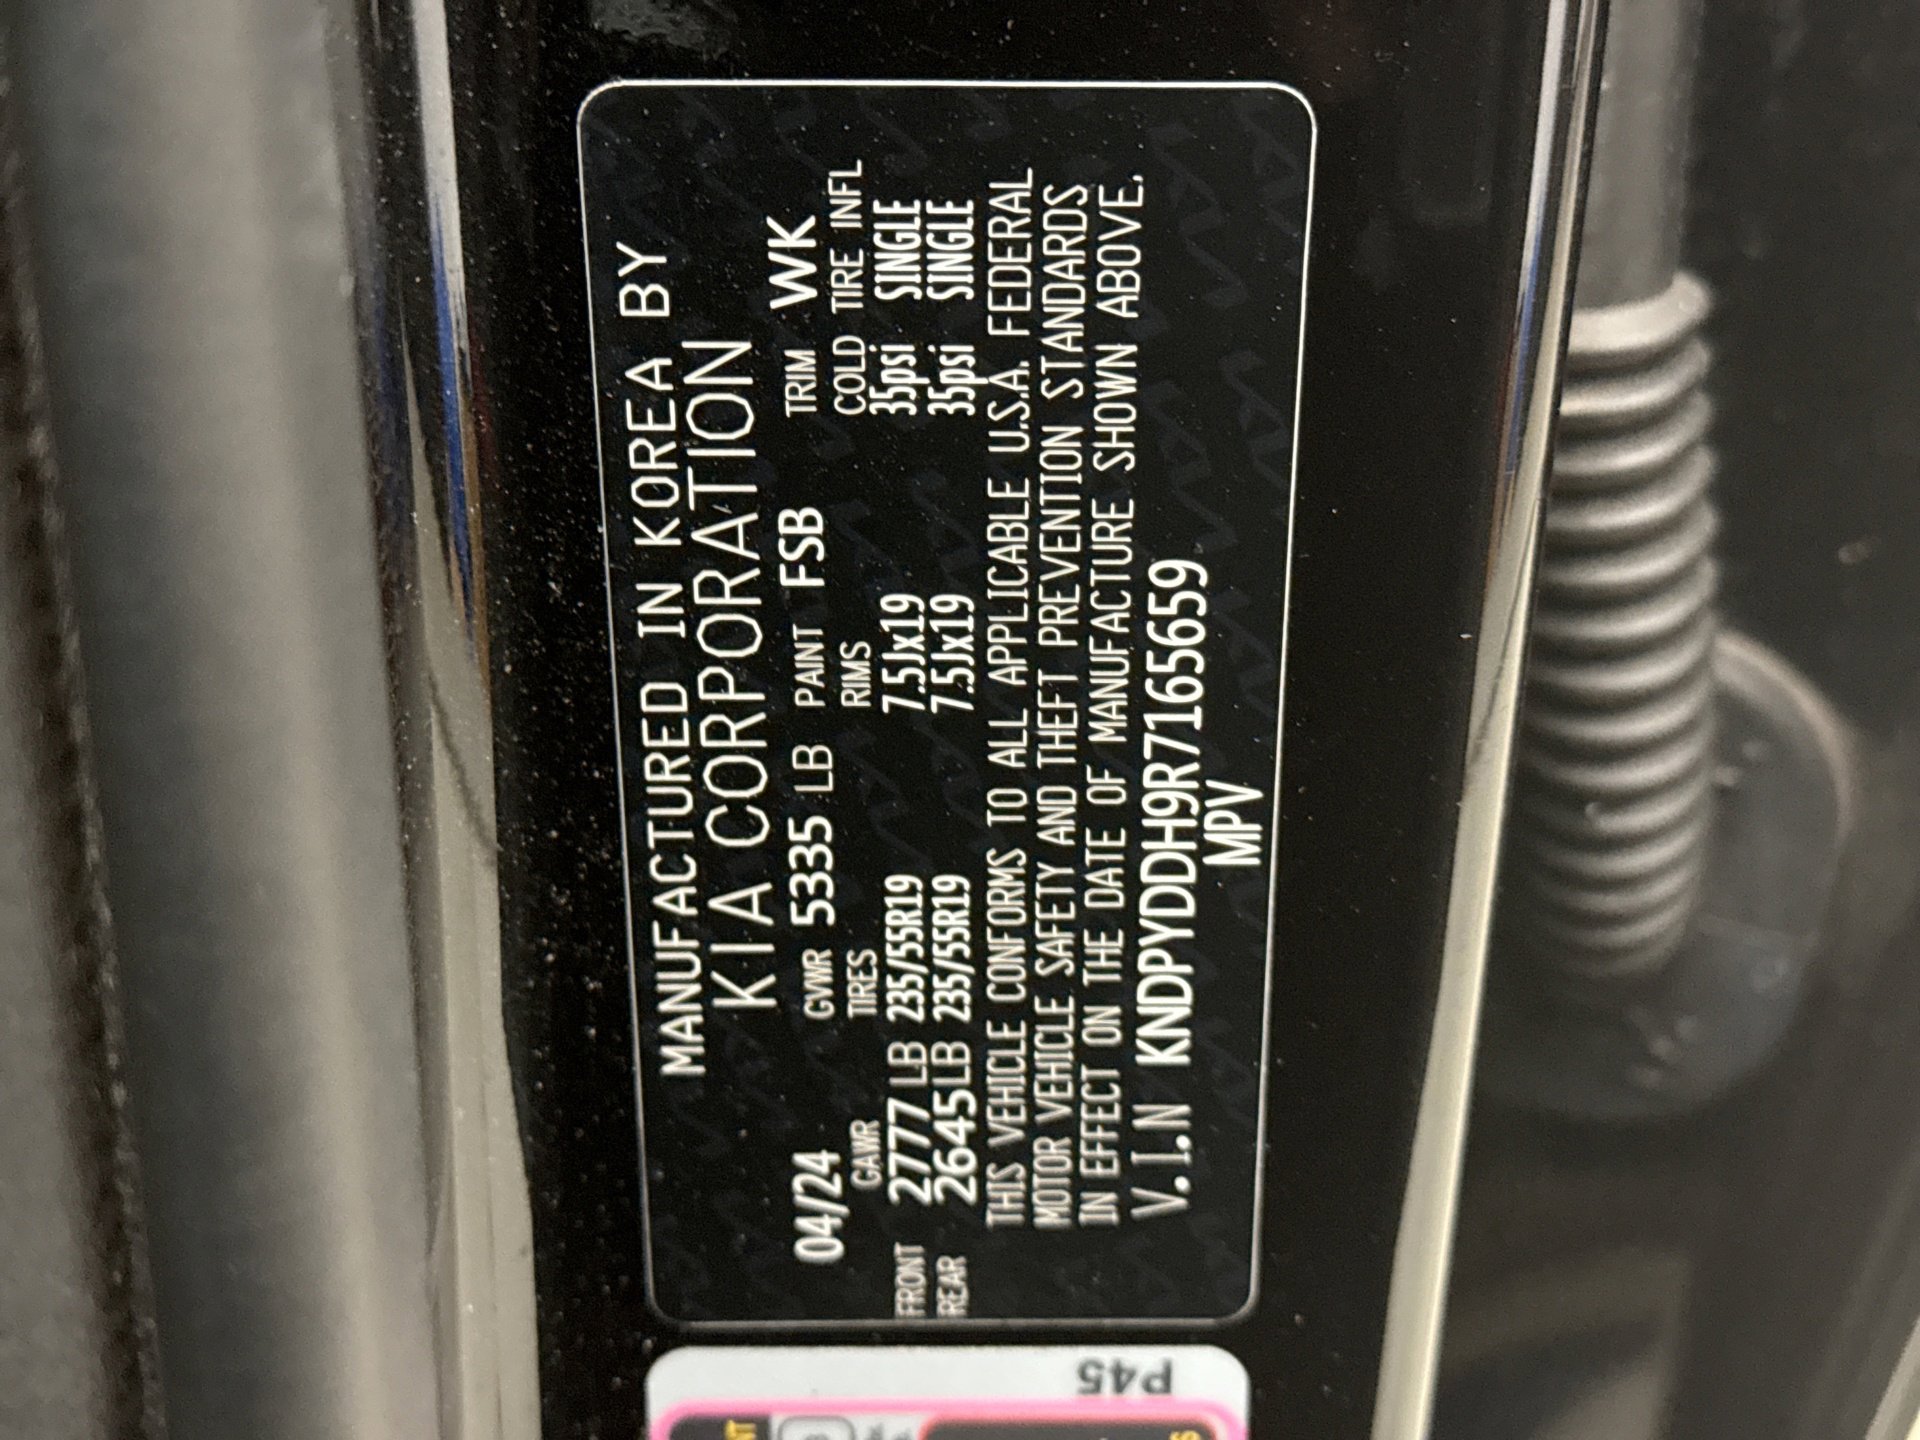 MANUFACTURED IN KOREA BY
KIA CORPORATION
04/24 GVWR 5335 LB PAINT FSB TRIM WK
GAWR TIRES RIMS COLD TIRE INFL
FRONT 2777 LB 235/55R19 7.5Jx19 35psi SINGLE
REAR 2645 LB 235/55R19 7.5Jx19 35psi SINGLE
THIS VEHICLE CONFORMS TO ALL APPLICABLE U.S.A. FEDERAL
MOTOR VEHICLE SAFETY AND THEFT PREVENTION STANDARDS
IN EFFECT ON THE DATE OF MANUFACTURE SHOWN ABOVE.
V.I.N KNDPYDDH9R7165659
MPV
P45